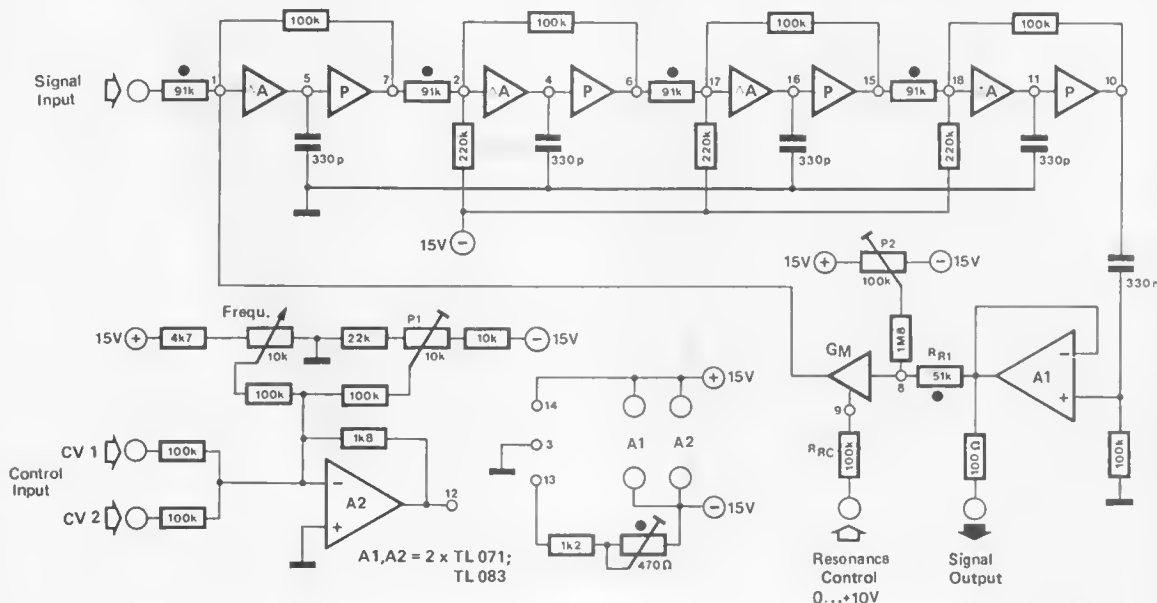 100k
100k
100k
100k
Signal
Input
91k
1
A
5
P
7
91k
2
A
4
P
6
91k
17
A
16
P
15
91k
18
A
11
P
10
330p
220k
330p
220k
330p
220k
330p
15V
−
15V
+
P2
100k
−
15V
330n
Frequ.
15V
+
4k7
10k
22k
P1
10k
10k
−
15V
1M8
GM
8
RR1
51k
A1
−
+
9
100k
100k
14
+
15V
3
A1
A2
13
−
15V
1k8
CV 1
100k
Control
Input
CV 2
100k
−
A2
+
12
1k2
470Ω
RRC
100k
100Ω
100k
A1,A2 = 2 x TL 071;
TL 083
Resonance
Control
0...+10V
Signal
Output